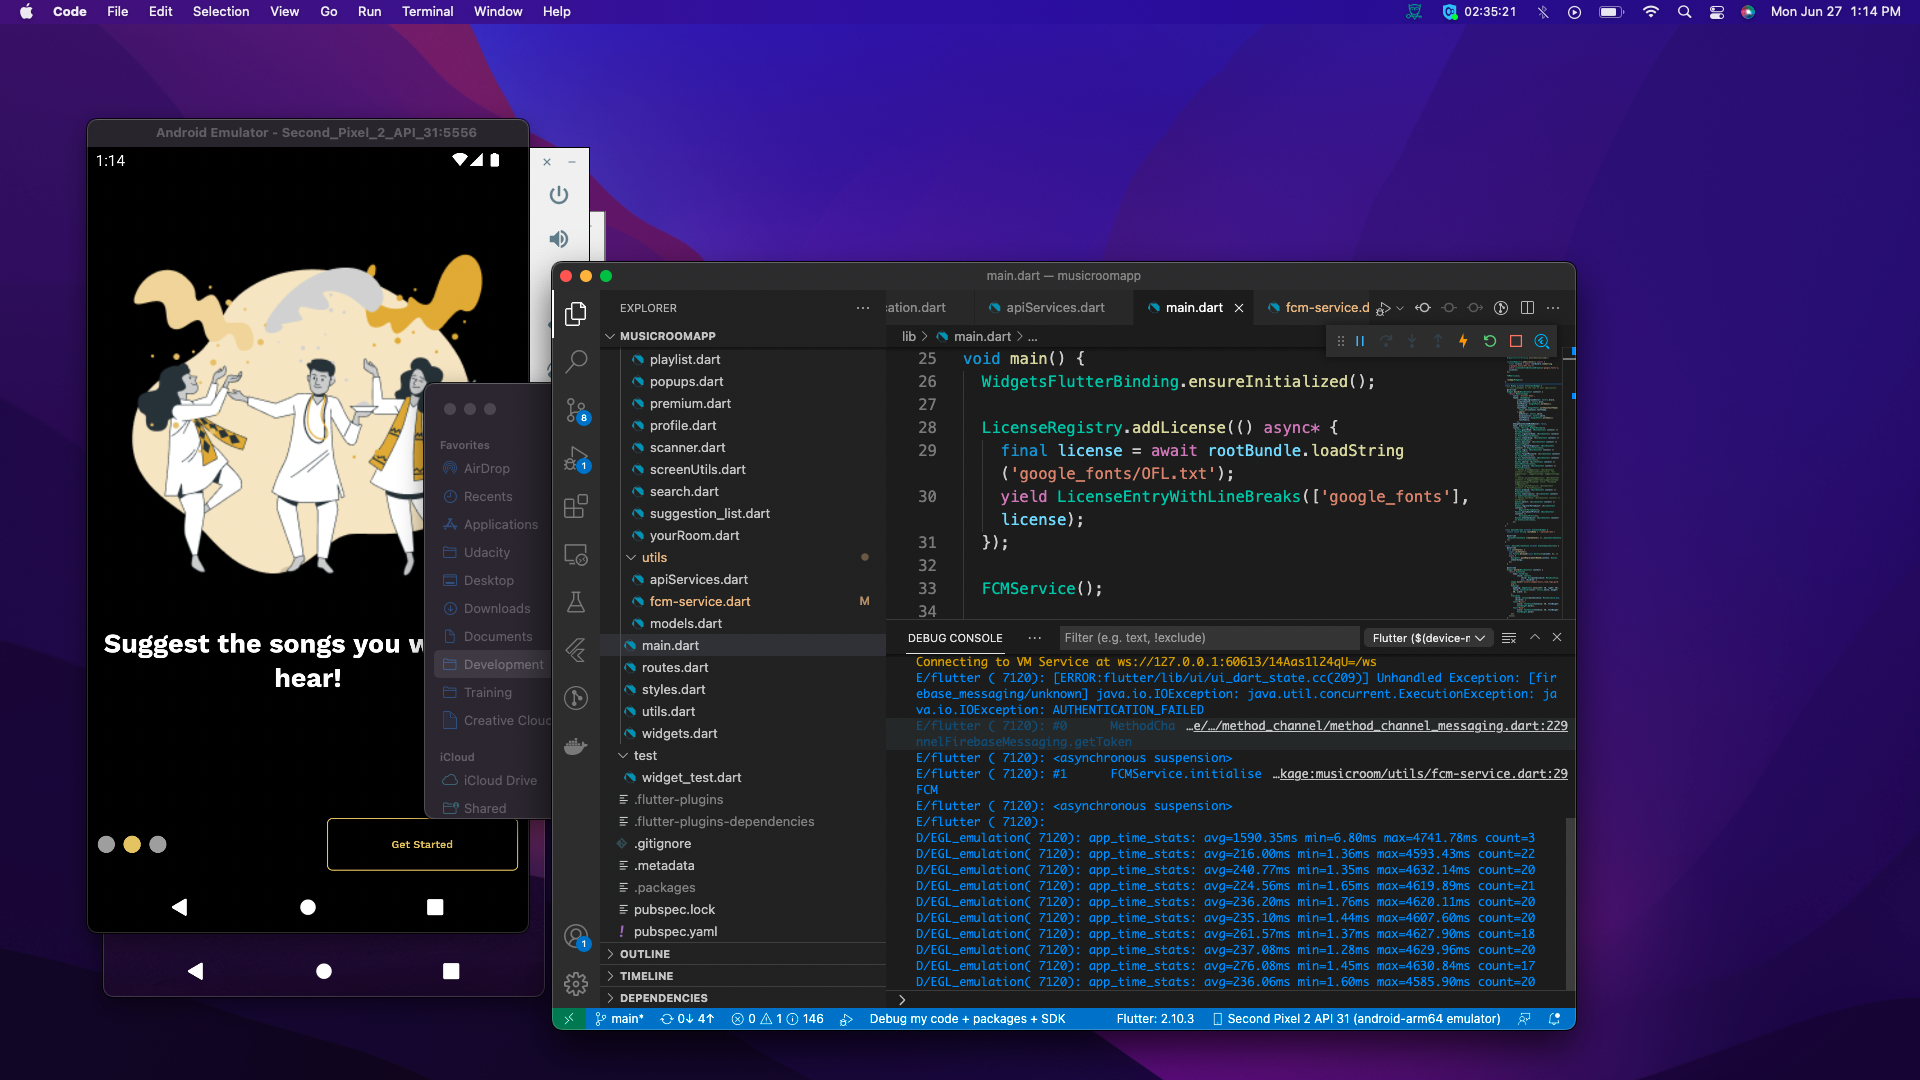 Code File Edit Selection View Go Run Terminal Window Help
02:35:21 Mon Jun 27 1:14 PM
Android Emulator - Second_Pixel_2_API_31:5556
1:14
Suggest the songs you w
hear!
Get Started
Favorites
AirDrop
Recents
Applications
Udacity
Desktop
Downloads
Documents
Development
Training
Creative Cloud
iCloud
iCloud Drive
Shared
main.dart — musicroomapp
EXPLORER
MUSICROOMAPP
playlist.dart
popups.dart
premium.dart
profile.dart
scanner.dart
screenUtils.dart
search.dart
suggestion_list.dart
yourRoom.dart
utils
apiServices.dart
fcm-service.dart M
models.dart
main.dart
routes.dart
styles.dart
utils.dart
widgets.dart
test
widget_test.dart
.flutter-plugins
.flutter-plugins-dependencies
.gitignore
.metadata
.packages
pubspec.lock
! pubspec.yaml
OUTLINE
TIMELINE
DEPENDENCIES
8
1
1
ation.dart apiServices.dart main.dart fcm-service.d
lib > main.dart > ...
25 void main() {
26 WidgetsFlutterBinding.ensureInitialized();
27
28 LicenseRegistry.addLicense(() async* {
29 final license = await rootBundle.loadString
('google_fonts/OFL.txt');
30 yield LicenseEntryWithLineBreaks(['google_fonts'],
license);
31 });
32
33 FCMService();
34
DEBUG CONSOLE ... Filter (e.g. text, !exclude) Flutter ($(device-r
Connecting to VM Service at ws://127.0.0.1:60613/14Aas1l24qU=/ws
E/flutter ( 7120): [ERROR:flutter/lib/ui/ui_dart_state.cc(209)] Unhandled Exception: [fir
ebase_messaging/unknown] java.io.IOException: java.util.concurrent.ExecutionException: ja
va.io.IOException: AUTHENTICATION_FAILED
E/flutter ( 7120): #0 MethodCha …e/…/method_channel/method_channel_messaging.dart:229
nnelFirebaseMessaging.getToken
E/flutter ( 7120): <asynchronous suspension>
E/flutter ( 7120): #1 FCMService.initialise …kage:musicroom/utils/fcm-service.dart:29
FCM
E/flutter ( 7120): <asynchronous suspension>
E/flutter ( 7120):
D/EGL_emulation( 7120): app_time_stats: avg=1590.35ms min=6.80ms max=4741.78ms count=3
D/EGL_emulation( 7120): app_time_stats: avg=216.00ms min=1.36ms max=4593.43ms count=22
D/EGL_emulation( 7120): app_time_stats: avg=240.77ms min=1.35ms max=4632.14ms count=20
D/EGL_emulation( 7120): app_time_stats: avg=224.56ms min=1.65ms max=4619.89ms count=21
D/EGL_emulation( 7120): app_time_stats: avg=236.20ms min=1.76ms max=4620.11ms count=20
D/EGL_emulation( 7120): app_time_stats: avg=235.10ms min=1.44ms max=4607.60ms count=20
D/EGL_emulation( 7120): app_time_stats: avg=261.57ms min=1.37ms max=4627.90ms count=18
D/EGL_emulation( 7120): app_time_stats: avg=237.08ms min=1.28ms max=4629.96ms count=20
D/EGL_emulation( 7120): app_time_stats: avg=276.08ms min=1.45ms max=4630.84ms count=17
D/EGL_emulation( 7120): app_time_stats: avg=236.06ms min=1.60ms max=4585.90ms count=20
main* 0↓ 4↑ 0 1 146 Debug my code + packages + SDK Flutter: 2.10.3 Second Pixel 2 API 31 (android-arm64 emulator)